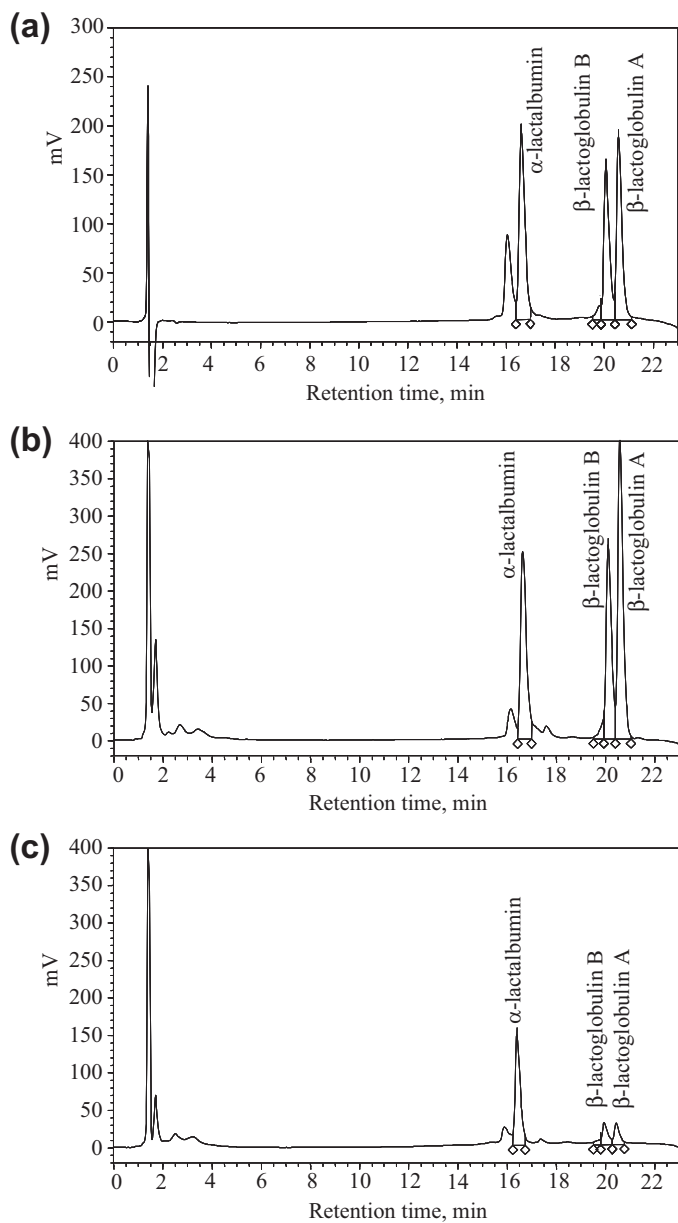 (a)
300
250
200
150
100
50
0
mV
α-lactalbumin
β-lactoglobulin B
β-lactoglobulin A
0 2 4 6 8 10 12 14 16 18 20 22
Retention time, min
(b)
400
350
300
250
200
150
100
50
0
mV
α-lactalbumin
β-lactoglobulin B
β-lactoglobulin A
0 2 4 6 8 10 12 14 16 18 20 22
Retention time, min
(c)
400
350
300
250
200
150
100
50
0
mV
α-lactalbumin
β-lactoglobulin B
β-lactoglobulin A
0 2 4 6 8 10 12 14 16 18 20 22
Retention time, min